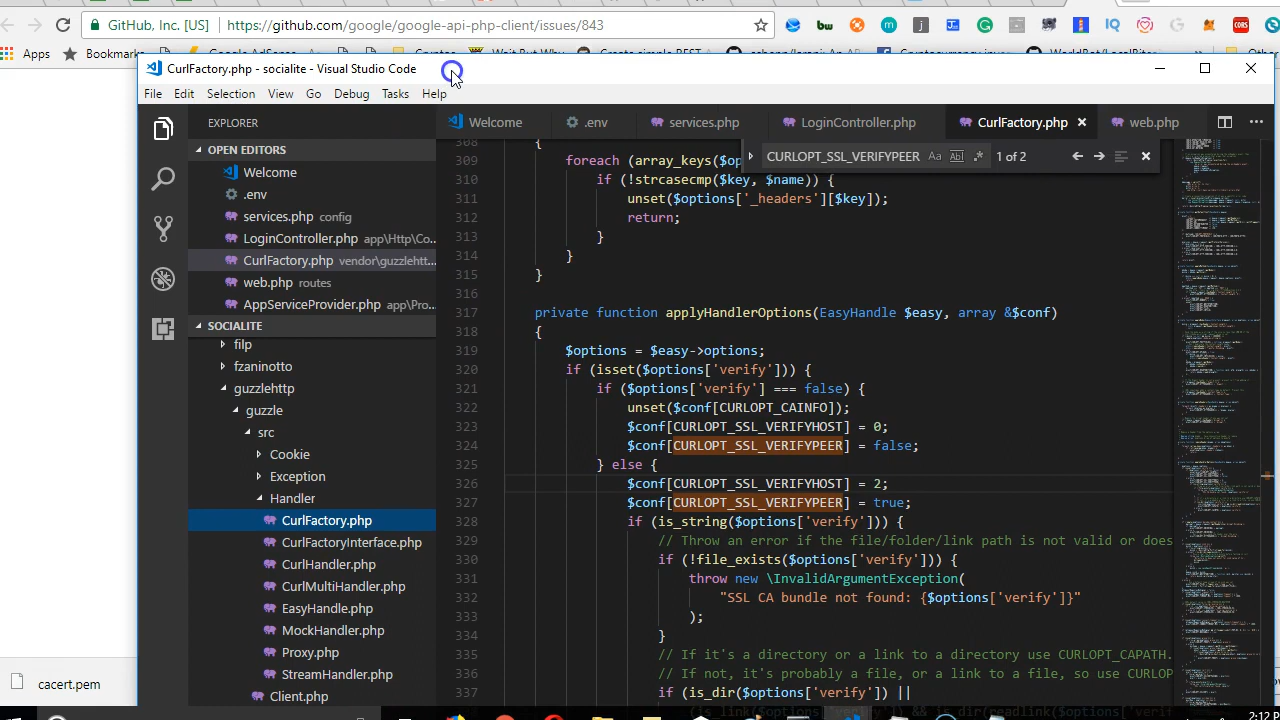 GitHub, Inc. [US]
https://github.com/google/google-api-php-client/issues/843
bw
IQ
CORS
Apps
Bookmarks
CurlFactory.php - socialite - Visual Studio Code
File Edit Selection View Go Debug Tasks Help
EXPLORER
Welcome .env services.php LoginController.php CurlFactory.php web.php
CURLOPT_SSL_VERIFYPEER Aa Abl .* 1 of 2
OPEN EDITORS
Welcome
.env
services.php config
LoginController.php app\Http\Co...
CurlFactory.php vendor\guzzlehtt...
web.php routes
AppServiceProvider.php app\Pro...
SOCIALITE
filp
fzaninotto
guzzlehttp
guzzle
src
Cookie
Exception
Handler
CurlFactory.php
CurlFactoryInterface.php
CurlHandler.php
CurlMultiHandler.php
EasyHandle.php
MockHandler.php
Proxy.php
StreamHandler.php
Client.php
308 {
309 foreach (array_keys($op
310 if (!strcasecmp($key, $name)) {
311 unset($options['_headers'][$key]);
312 return;
313 }
314 }
315 }
316
317 private function applyHandlerOptions(EasyHandle $easy, array &$conf)
318 {
319 $options = $easy->options;
320 if (isset($options['verify'])) {
321 if ($options['verify'] === false) {
322 unset($conf[CURLOPT_CAINFO]);
323 $conf[CURLOPT_SSL_VERIFYHOST] = 0;
324 $conf[CURLOPT_SSL_VERIFYPEER] = false;
325 } else {
326 $conf[CURLOPT_SSL_VERIFYHOST] = 2;
327 $conf[CURLOPT_SSL_VERIFYPEER] = true;
328 if (is_string($options['verify'])) {
329 // Throw an error if the file/folder/link path is not valid or does
330 if (!file_exists($options['verify'])) {
331 throw new \InvalidArgumentException(
332 "SSL CA bundle not found: {$options['verify']}"
333 );
334 }
335 // If it's a directory or a link to a directory use CURLOPT_CAPATH.
336 // If not, it's probably a file, or a link to a file, so use CURLOP
337 if (is_dir($options['verify']) ||
cacert.pem
2:12 P